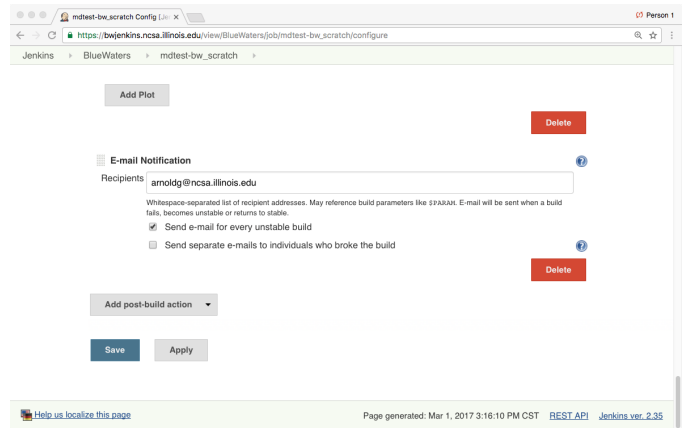 mdtest-bw_scratch Config [Jen
Person 1
https://bwjenkins.ncsa.illinois.edu/view/BlueWaters/job/mdtest-bw_scratch/configure
Jenkins BlueWaters mdtest-bw_scratch
Add Plot
Delete
E-mail Notification
Recipients arnoldg@ncsa.illinois.edu
Whitespace-separated list of recipient addresses. May reference build parameters like $PARAM. E-mail will be sent when a build
fails, becomes unstable or returns to stable.
Send e-mail for every unstable build
Send separate e-mails to individuals who broke the build
Delete
Add post-build action
Save Apply
Help us localize this page Page generated: Mar 1, 2017 3:16:10 PM CST REST API Jenkins ver. 2.35